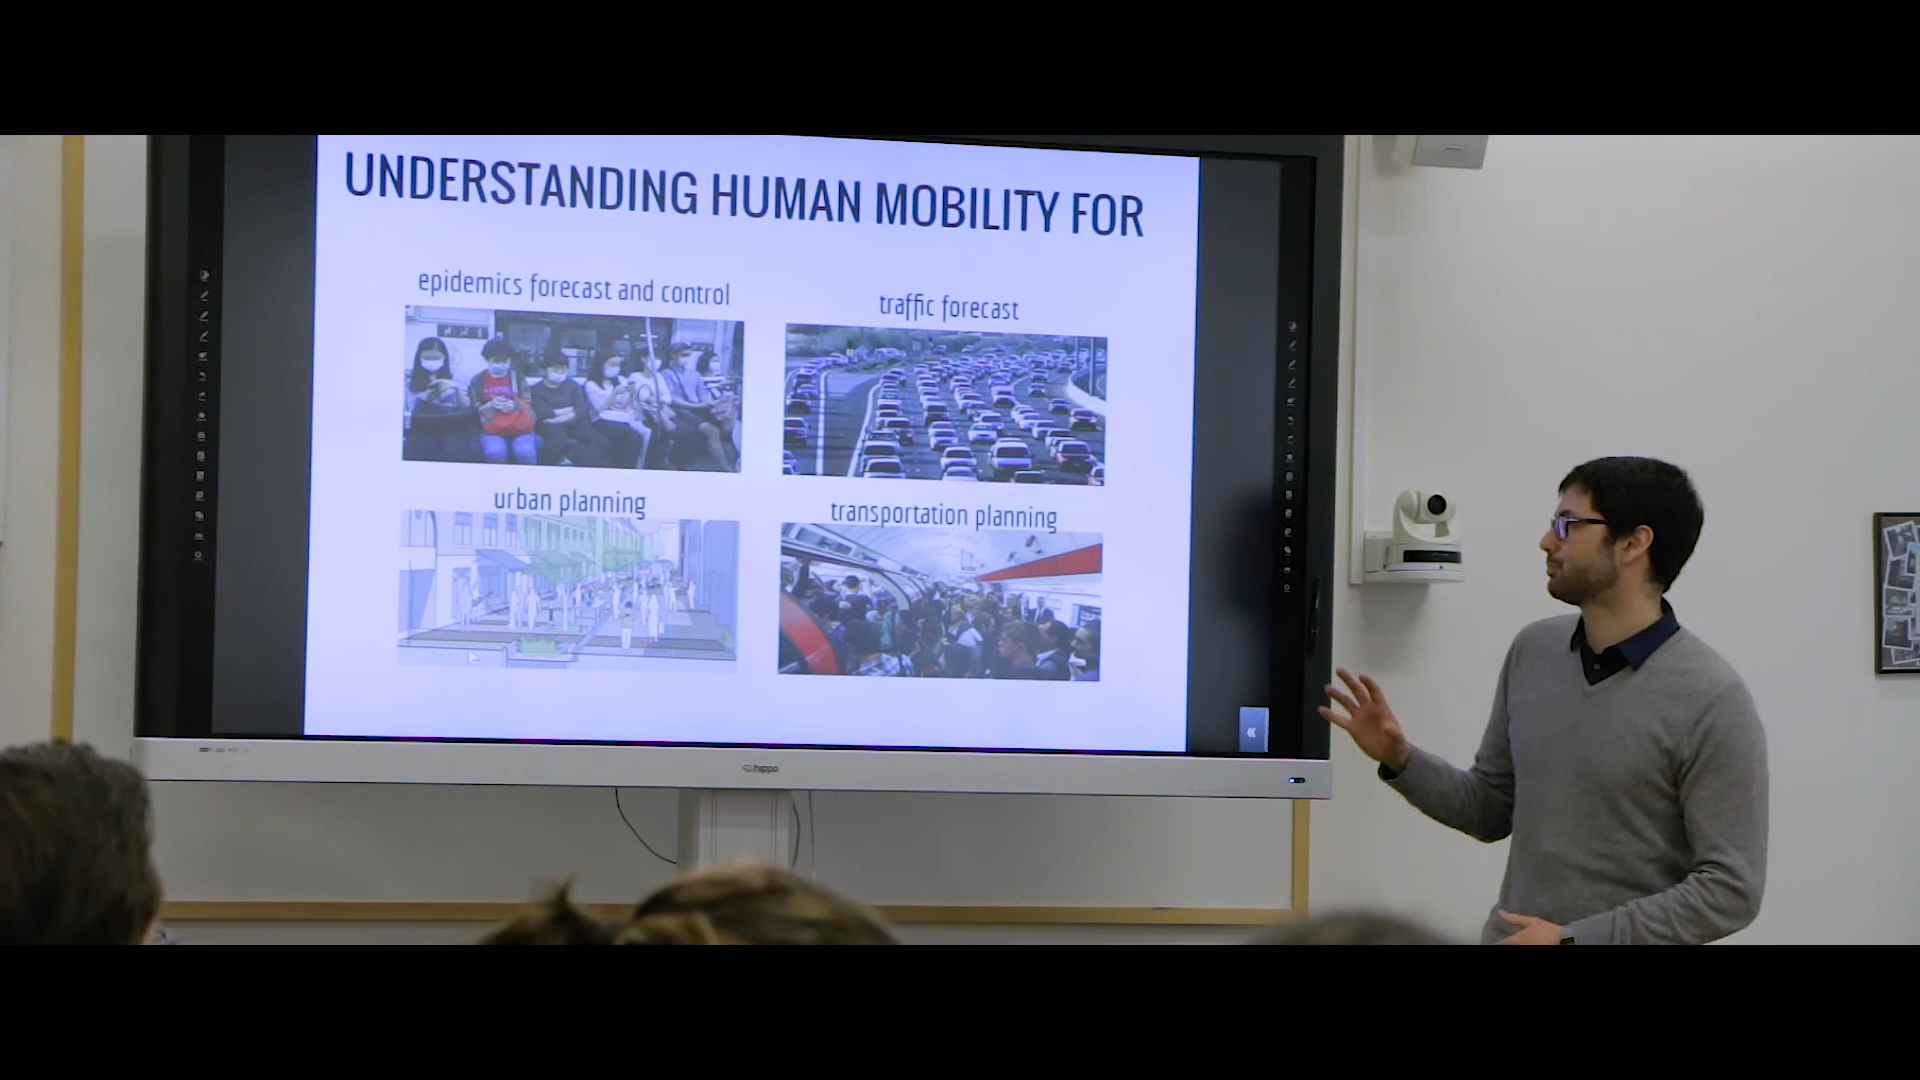 UNDERSTANDING HUMAN MOBILITY FOR
epidemics forecast and control
traffic forecast
urban planning
transportation planning
hippo